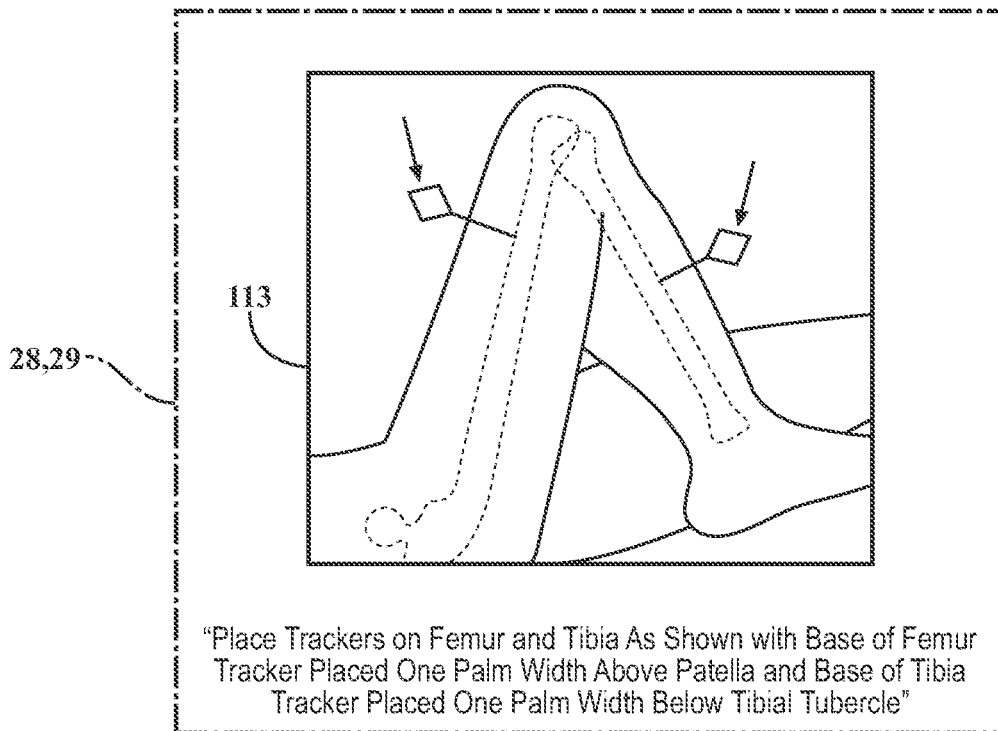 113
28,29
“Place Trackers on Femur and Tibia As Shown with Base of Femur
Tracker Placed One Palm Width Above Patella and Base of Tibia
Tracker Placed One Palm Width Below Tibial Tubercle”